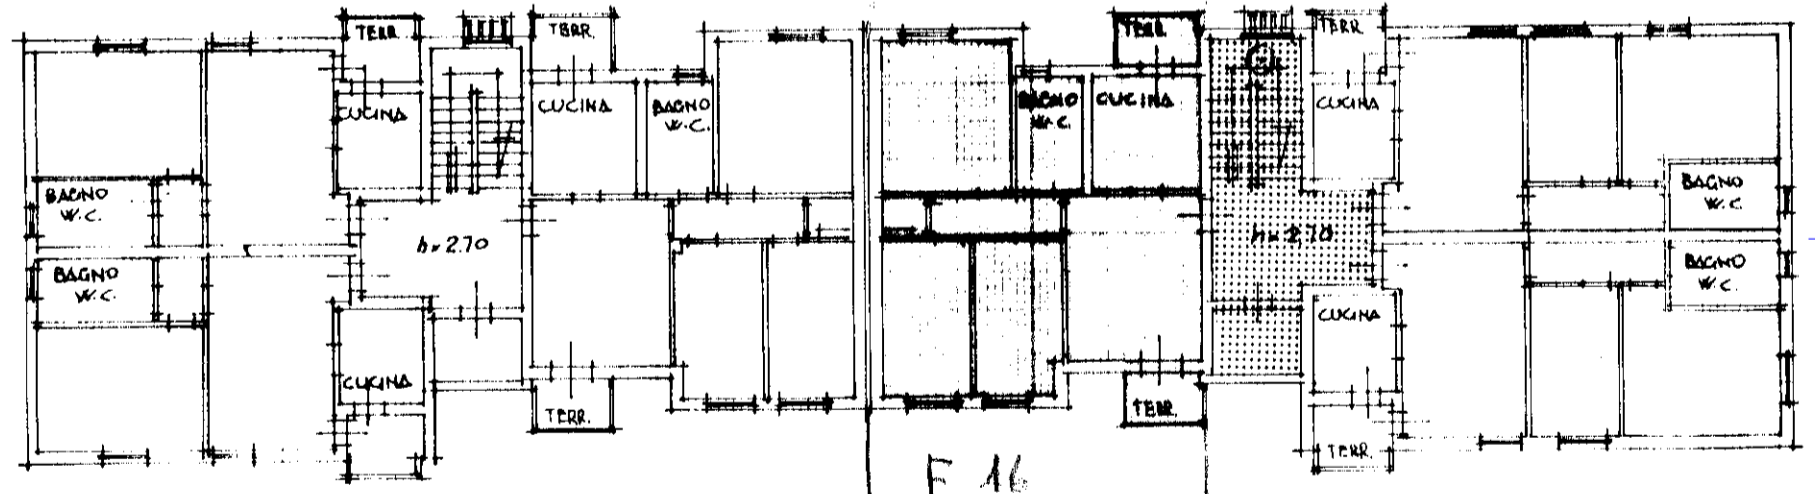 TERR
TERR.
TERR
TERR
CUCINA
CUCINA
BAGNO
W.C.
BAGNO
W.C.
CUCINA
CUCINA
BAGNO
W.C.
h=2.70
h=2.70
BAGNO
W.C.
BAGNO
W.C.
BAGNO
W.C.
CUCINA
CUCINA
TERR.
TERR.
TERR.
F 16